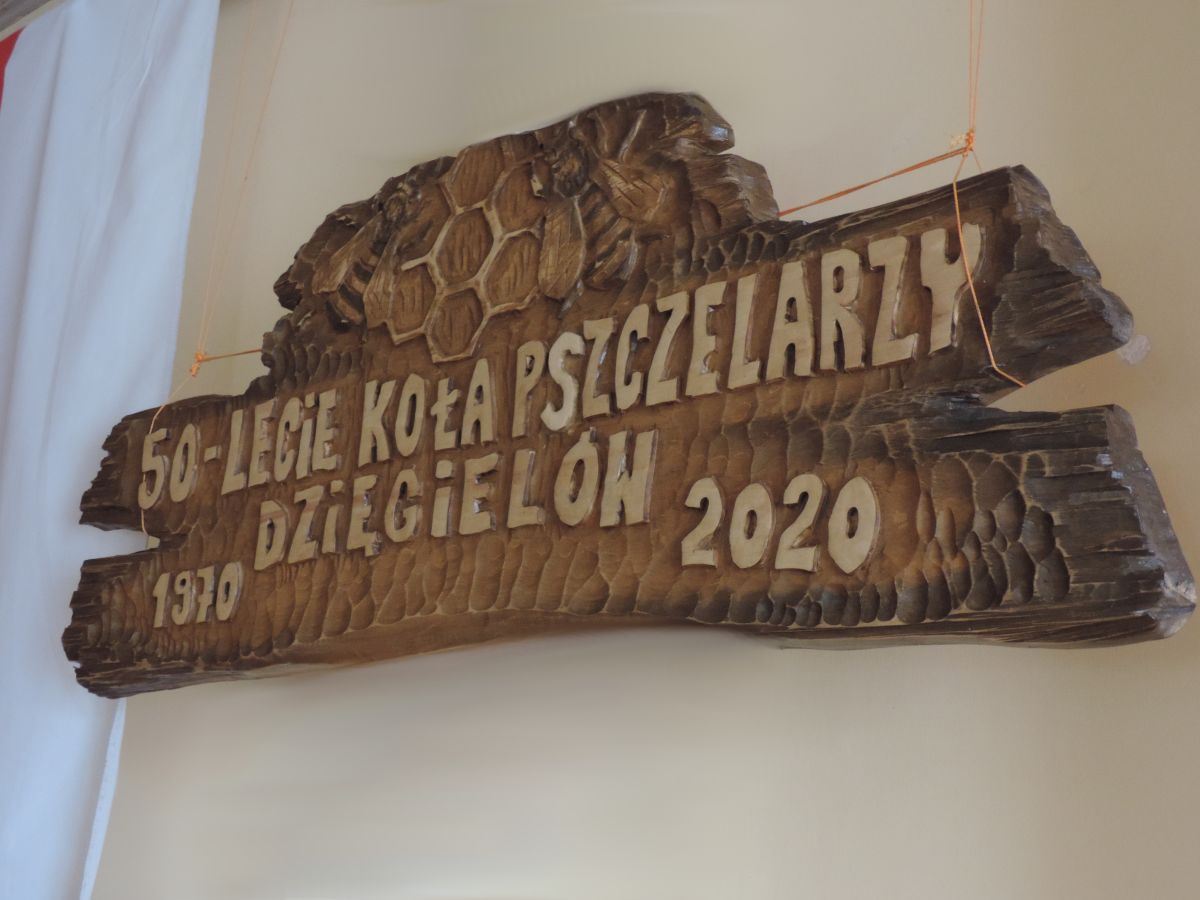 50-LECIE KOŁA PSZCZELARZY
DZIĘGIELÓW
1970 2020